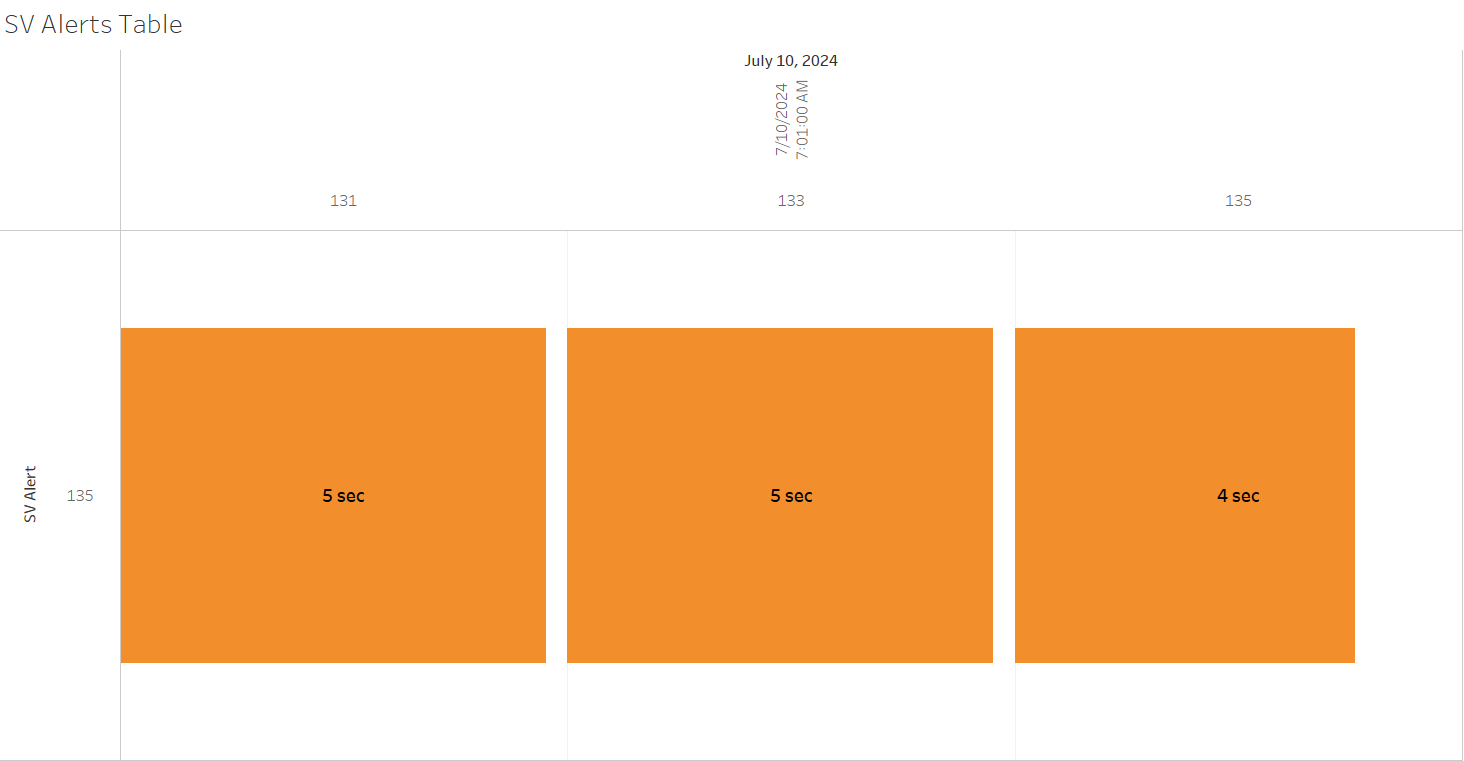 SV Alerts Table
July 10, 2024
7/10/2024
7:01:00 AM
131
133
135
SV Alert
135
5 sec
5 sec
4 sec